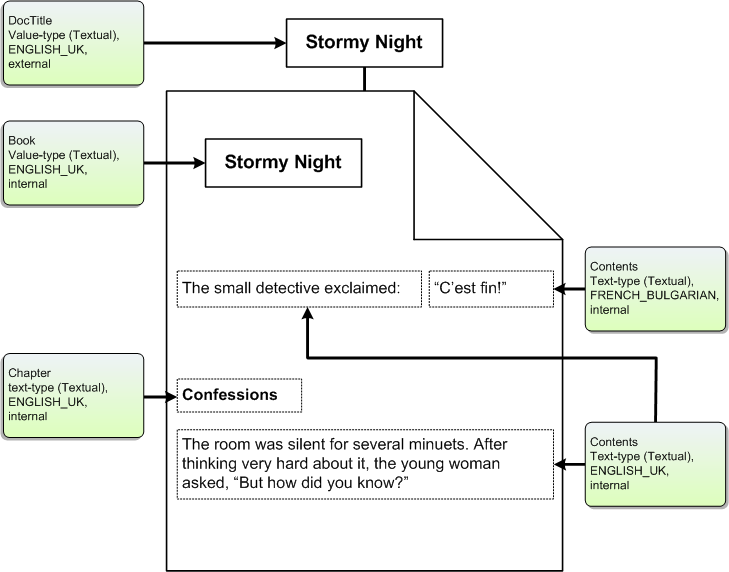 DocTitle
Value-type (Textual),
ENGLISH_UK,
external
Stormy Night
Book
Value-type (Textual),
ENGLISH_UK,
internal
Stormy Night
The small detective exclaimed:
“C’est fin!”
Contents
Text-type (Textual),
FRENCH_BULGARIAN,
internal
Chapter
text-type (Textual),
ENGLISH_UK,
internal
Confessions
The room was silent for several minuets. After
thinking very hard about it, the young woman
asked, “But how did you know?”
Contents
Text-type (Textual),
ENGLISH_UK,
internal